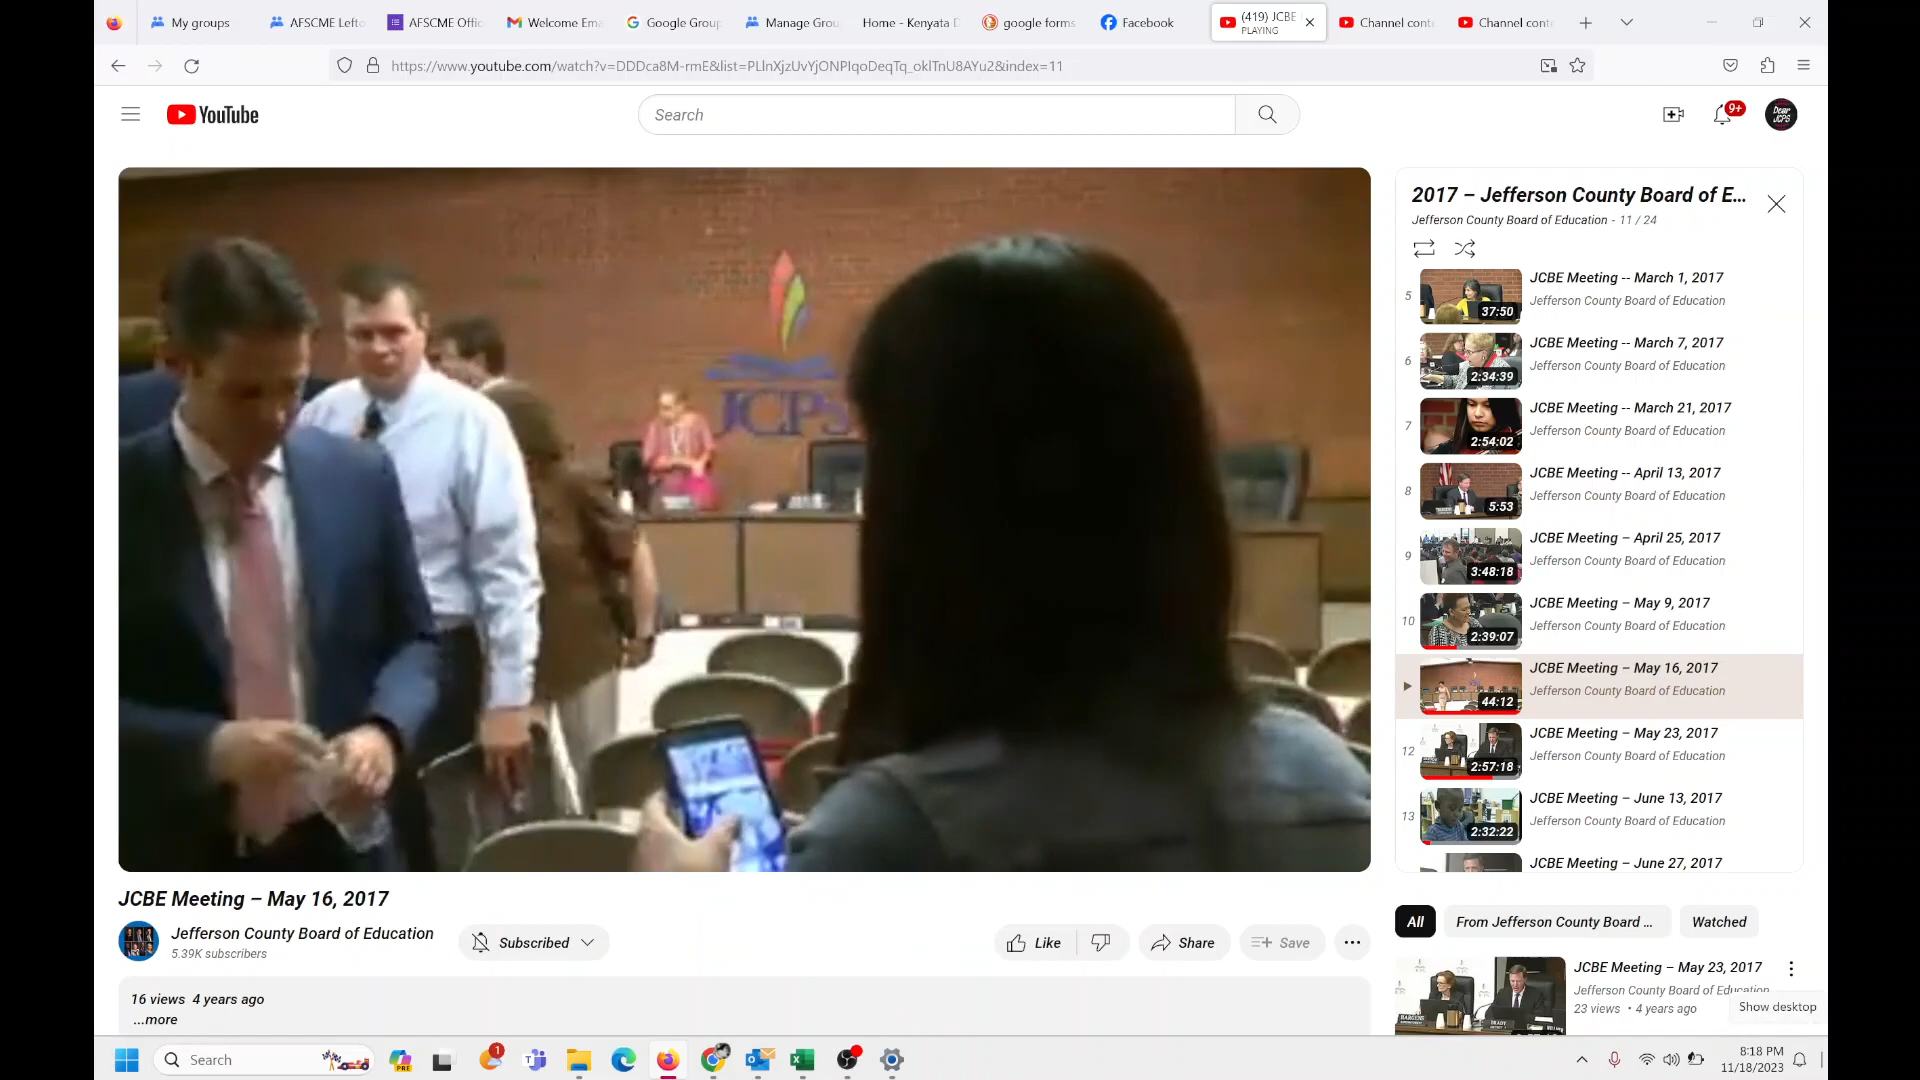 My groups
AFSCME Lefto
AFSCME Offic
Welcome Ema
Google Group
Manage Grou
Home - Kenyata D
google forms
Facebook
(419) JCBE
PLAYING
Channel cont
Channel cont
https://www.youtube.com/watch?v=DDDca8M-rmE&list=PLlnXjzUvYjONPIqoDeqTq_oklTnU8AYu2&index=11
YouTube
Search
9+
Dear
JCPS
JCPS
2017 – Jefferson County Board of E...
Jefferson County Board of Education - 11 / 24
5
37:50
JCBE Meeting -- March 1, 2017
Jefferson County Board of Education
6
2:34:39
JCBE Meeting -- March 7, 2017
Jefferson County Board of Education
7
2:54:02
JCBE Meeting -- March 21, 2017
Jefferson County Board of Education
8
5:53
JCBE Meeting -- April 13, 2017
Jefferson County Board of Education
9
3:48:18
JCBE Meeting – April 25, 2017
Jefferson County Board of Education
10
2:39:07
JCBE Meeting – May 9, 2017
Jefferson County Board of Education
44:12
JCBE Meeting – May 16, 2017
Jefferson County Board of Education
12
2:57:18
JCBE Meeting – May 23, 2017
Jefferson County Board of Education
13
2:32:22
JCBE Meeting – June 13, 2017
Jefferson County Board of Education
JCBE Meeting – June 27, 2017
JCBE Meeting – May 16, 2017
Jefferson County Board of Education
5.39K subscribers
Subscribed
Like
Share
Save
16 views 4 years ago
...more
All
From Jefferson County Board ...
Watched
JCBE Meeting – May 23, 2017
Jefferson County Board of Education
23 views • 4 years ago
Show desktop
Search
PRE
1
8:18 PM
11/18/2023